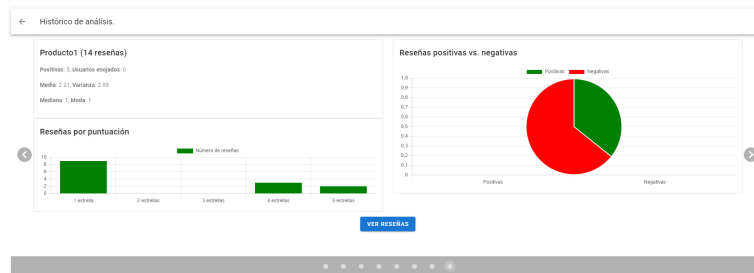 Histórico de análisis.
Producto1 (14 reseñas)
Positivas: 5, Usuarios enojados: 0
Media: 2.21, Varianza: 2.95
Mediana: 1, Moda: 1
Reseñas por puntuación
Número de reseñas
10
8
6
4
2
0
1 estrella 2 estrellas 3 estrellas 4 estrellas 5 estrellas
Reseñas positivas vs. negativas
Positivas Negativas
1,0
0,9
0,8
0,7
0,6
0,5
0,4
0,3
0,2
0,1
0
Positivas Negativas
VER RESEÑAS